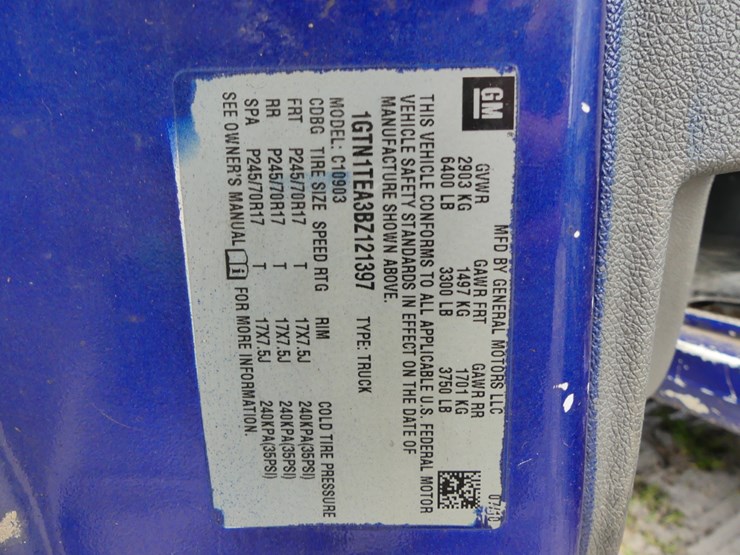 GM
MFD BY GENERAL MOTORS LLC
GVWR GAWR FRT GAWR RR
2903 KG 1497 KG 1701 KG
6400 LB 3300 LB 3750 LB
THIS VEHICLE CONFORMS TO ALL APPLICABLE U.S. FEDERAL MOTOR
VEHICLE SAFETY STANDARDS IN EFFECT ON THE DATE OF
MANUFACTURE SHOWN ABOVE.
1GTN1TEA3BZ121397 TYPE: TRUCK
MODEL: C10903
CDBG TIRE SIZE SPEED RTG RIM COLD TIRE PRESSURE
FRT P245/70R17 T 17X7.5J 240KPA(35PSI)
RR P245/70R17 T 17X7.5J 240KPA(35PSI)
SPA P245/70R17 T 17X7.5J 240KPA(35PSI)
SEE OWNER'S MANUAL FOR MORE INFORMATION.